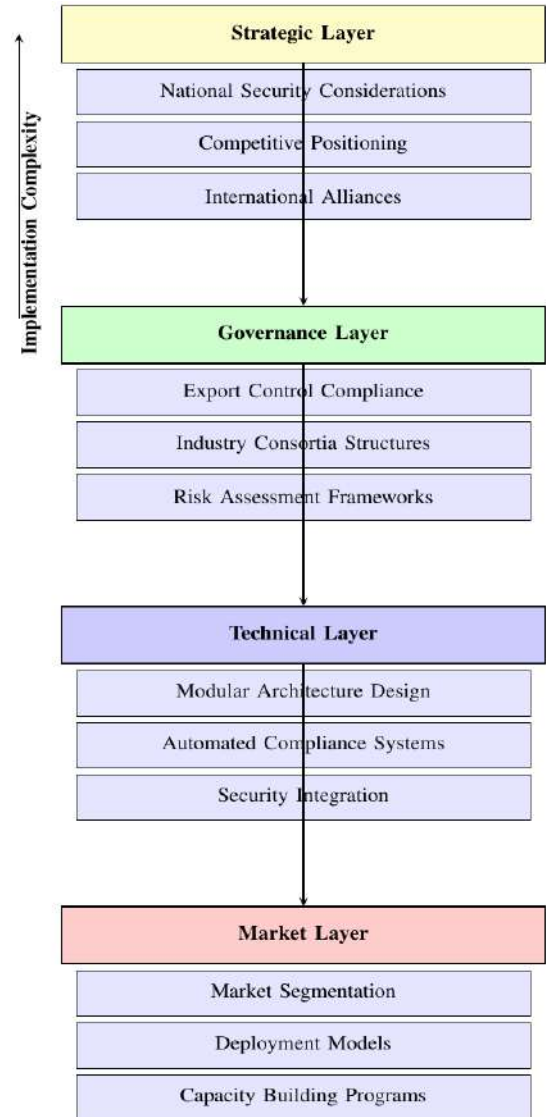 Strategic Layer
National Security Considerations
Competitive Positioning
International Alliances
Implementation Complexity
Governance Layer
Export Control Compliance
Industry Consortia Structures
Risk Assessment Frameworks
Technical Layer
Modular Architecture Design
Automated Compliance Systems
Security Integration
Market Layer
Market Segmentation
Deployment Models
Capacity Building Programs